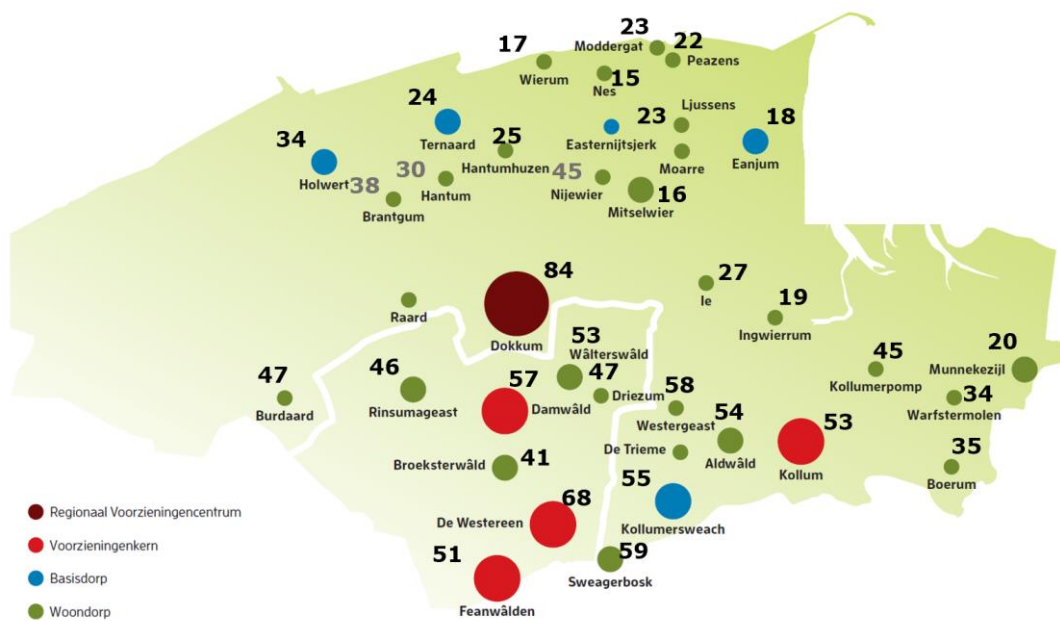 23
Moddergat
22
Peazens
17
Wierum
15
Nes
24
Ternaard
23
Ljussens
18
Eanjum
34
Holwert
25
Hantumhuzen
Easternijtsjerk
Moarre
30
Hantum
38
Brantgum
45
Nijewier
16
Mitselwier
84
Dokkum
27
Ie
19
Ingwierrum
Raard
53
Wâlterswâld
47
Burdaard
46
Rinsumageast
57
Damwâld
47
Driezum
58
Westergeast
45
Kollumerpomp
20
Munnekezijl
34
Warfstermolen
De Trieme
54
Aldwâld
53
Kollum
35
Boerum
Broeksterwâld
41
55
Kollumersweach
De Westereen
68
51
Feanwâlden
59
Sweagerbosk
Regionaal Voorzieningencentrum
Voorzieningenkern
Basisdorp
Woondorp